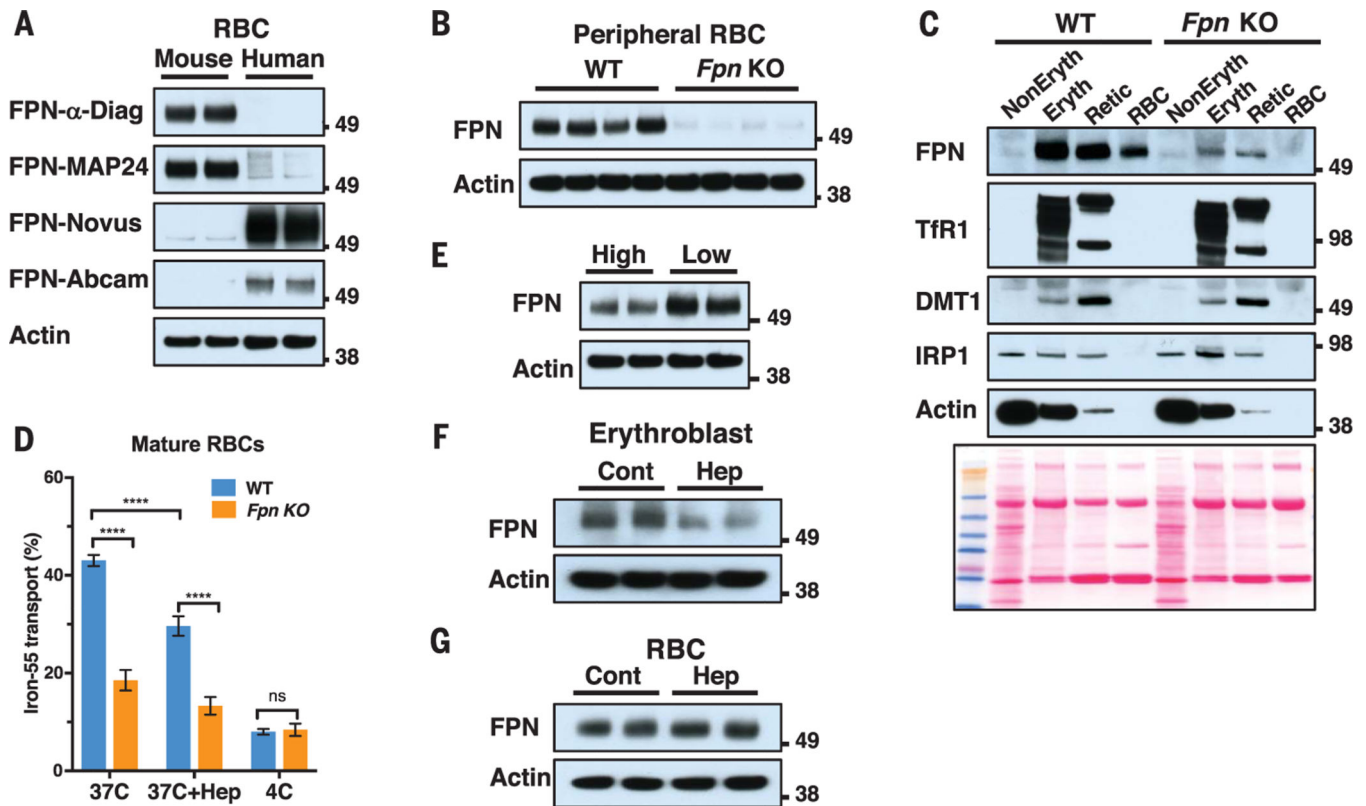 A
RBC
Mouse Human
FPN-α-Diag
49
FPN-MAP24
49
FPN-Novus
49
FPN-Abcam
49
Actin
38
B
Peripheral RBC
WT Fpn KO
FPN
49
Actin
38
C
WT Fpn KO
NonEryth Eryth Retic RBC NonEryth Eryth Retic RBC
FPN
49
TfR1
98
DMT1
49
IRP1
98
Actin
38
D
Mature RBCs
WT
Fpn KO
Iron-55 transport (%)
60
40
20
0
****
****
****
ns
37C 37C+Hep 4C
E
High Low
FPN
49
Actin
38
F
Erythroblast
Cont Hep
FPN
49
Actin
38
G
RBC
Cont Hep
FPN
49
Actin
38